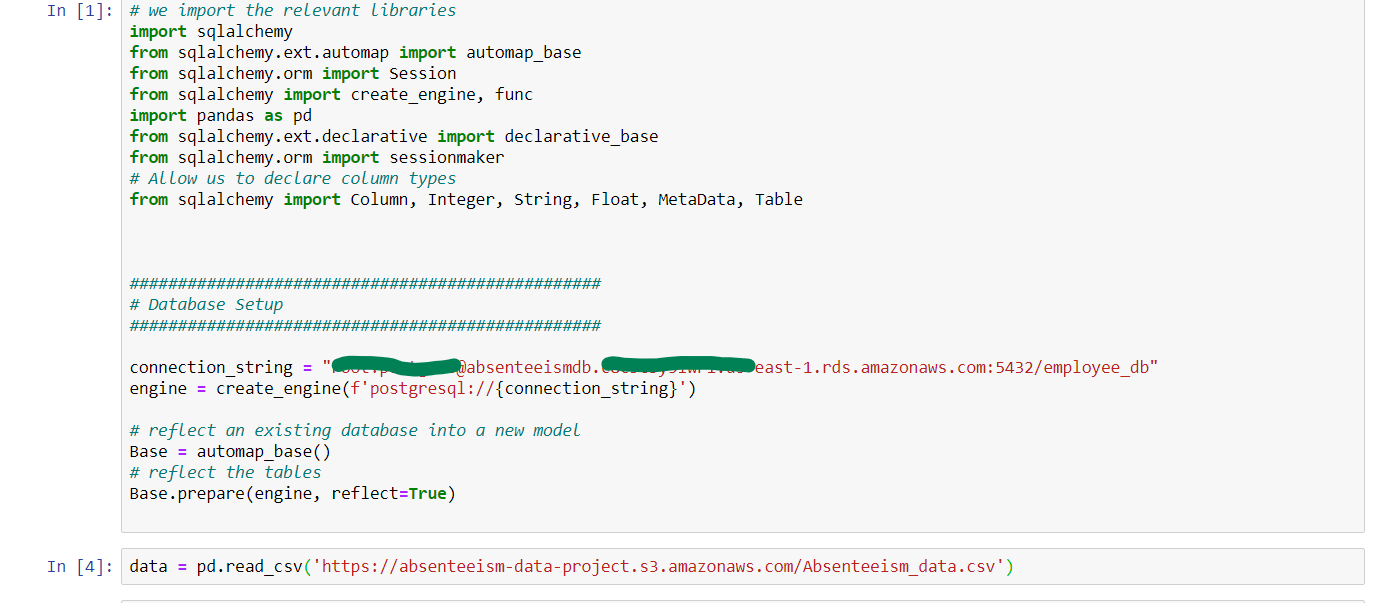 In [1]: # we import the relevant libraries
import sqlalchemy
from sqlalchemy.ext.automap import automap_base
from sqlalchemy.orm import Session
from sqlalchemy import create_engine, func
import pandas as pd
from sqlalchemy.ext.declarative import declarative_base
from sqlalchemy.orm import sessionmaker
# Allow us to declare column types
from sqlalchemy import Column, Integer, String, Float, MetaData, Table
#################################################
# Database Setup
#################################################
connection_string = " @absenteeismdb. east-1.rds.amazonaws.com:5432/employee_db"
engine = create_engine(f'postgresql://{connection_string}')
# reflect an existing database into a new model
Base = automap_base()
# reflect the tables
Base.prepare(engine, reflect=True)
In [4]: data = pd.read_csv('https://absenteeism-data-project.s3.amazonaws.com/Absenteeism_data.csv')